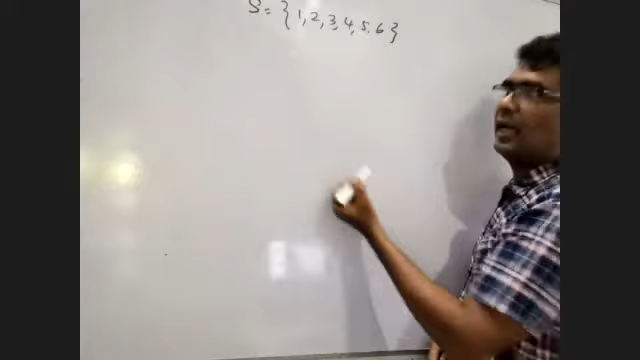 S = {1, 2, 3, 4, 5, 6}